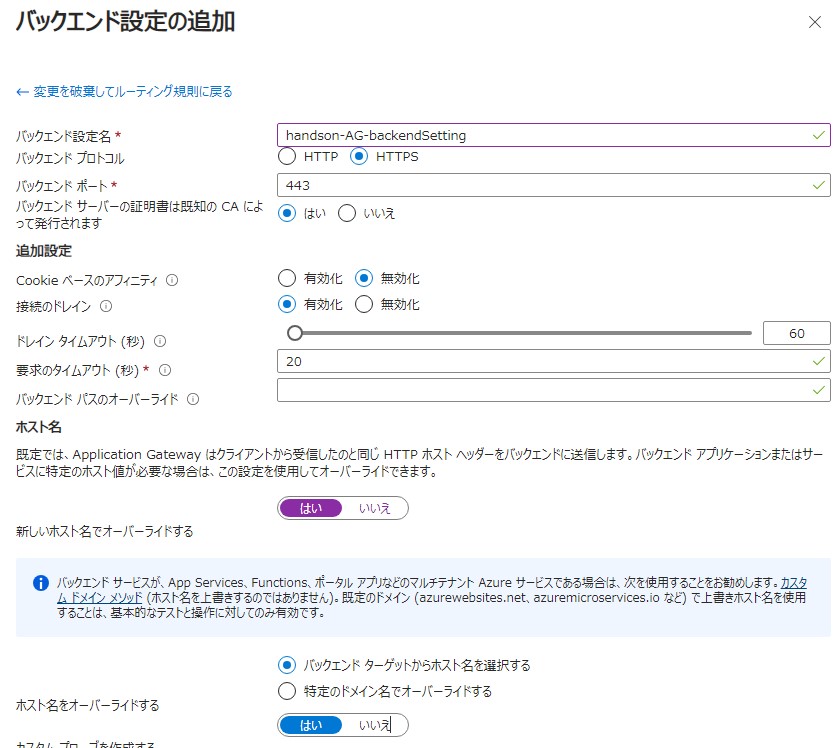 バックエンド設定の追加
← 変更を破棄してルーティング規則に戻る
バックエンド設定名 *
handson-AG-backendSetting
バックエンド プロトコル
HTTP HTTPS
バックエンド ポート *
443
バックエンド サーバーの証明書は既知の CA によ
って発行されます
はい いいえ
追加設定
Cookie ベースのアフィニティ
有効化 無効化
接続のドレイン
有効化 無効化
ドレイン タイムアウト (秒)
60
要求のタイムアウト (秒) *
20
バックエンド パスのオーバーライド
ホスト名
既定では、Application Gateway はクライアントから受信したのと同じ HTTP ホスト ヘッダーをバックエンドに送信します。バックエンド アプリケーションまたはサー
ビスに特定のホスト値が必要な場合は、この設定を使用してオーバーライドできます。
はい いいえ
新しいホスト名でオーバーライドする
バックエンド サービスが、App Services、Functions、ポータル アプリなどのマルチテナント Azure サービスである場合は、次を使用することをお勧めします。カスタ
ム ドメイン メソッド (ホスト名を上書きするのではありません)。既定のドメイン (azurewebsites.net、azuremicroservices.io など) で上書きホスト名を使用
することは、基本的なテストと操作に対してのみ有効です。
バックエンド ターゲットからホスト名を選択する
特定のドメイン名でオーバーライドする
ホスト名をオーバーライドする
はい いいえ
カスタム プローブを作成する